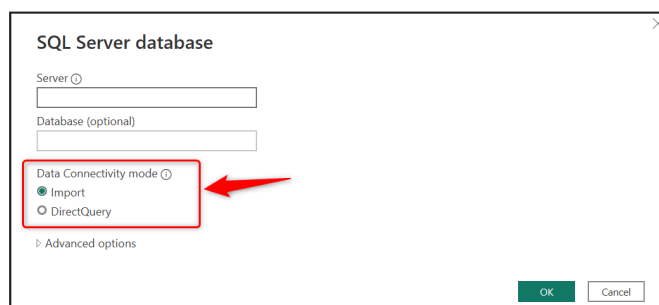 SQL Server database
Server
Database (optional)
Data Connectivity mode
Import
DirectQuery
Advanced options
OK Cancel